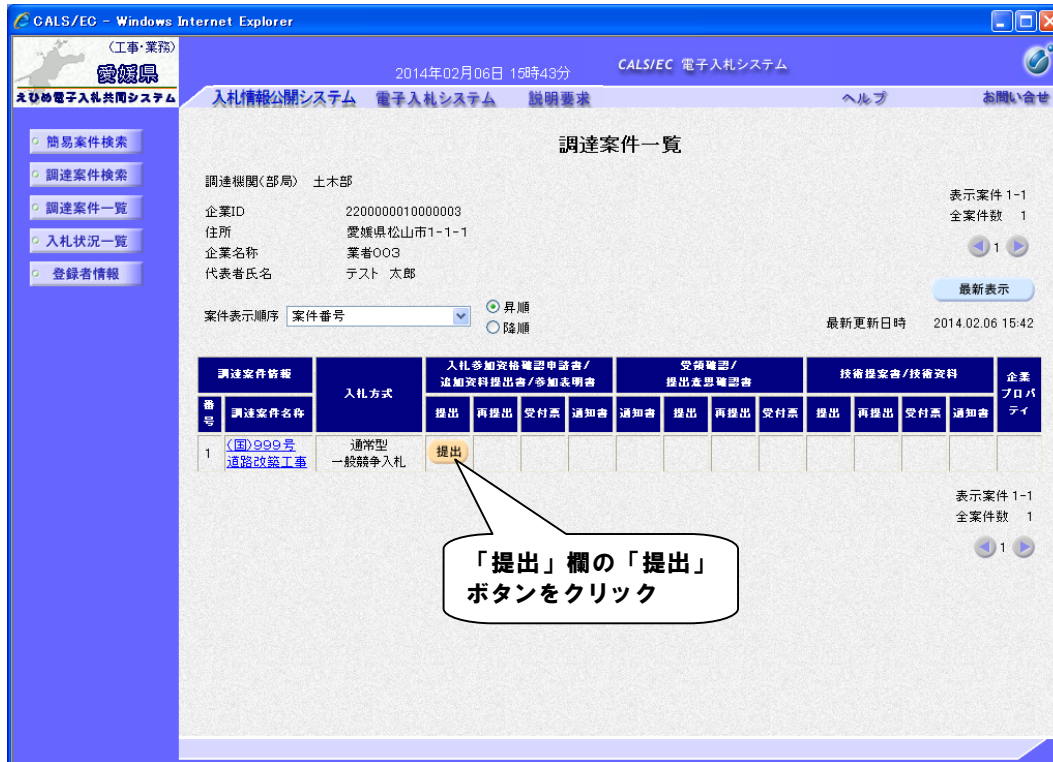 CALS/EC - Windows Internet Explorer
（工事・業務）
愛媛県
えひめ電子入札共同システム
2014年02月06日 15時43分
CALS/EC 電子入札システム
入札情報公開システム 電子入札システム 説明要求 ヘルプ お問い合せ
簡易案件検索
調達案件検索
調達案件一覧
入札状況一覧
登録者情報
調達案件一覧
調達機関(部局) 土木部
企業ID 2200000010000003
住所 愛媛県松山市1-1-1
企業名称 業者003
代表者氏名 テスト 太郎
表示案件 1-1
全案件数 1
1
最新表示
案件表示順序 案件番号
昇順
降順
最新更新日時 2014.02.06 15:42
調達案件情報 入札方式 入札参加資格確認申請書/追加資料提出書/参加表明書 受領確認/提出意思確認書 技術提案書/技術資料 企業プロパティ
番号 調達案件名称 提出 再提出 受付票 通知書 通知書 提出 再提出 受付票 提出 再提出 受付票 通知書
1 (国)999号道路改築工事 通常型一般競争入札 提出
表示案件 1-1
全案件数 1
1
「提出」欄の「提出」
ボタンをクリック